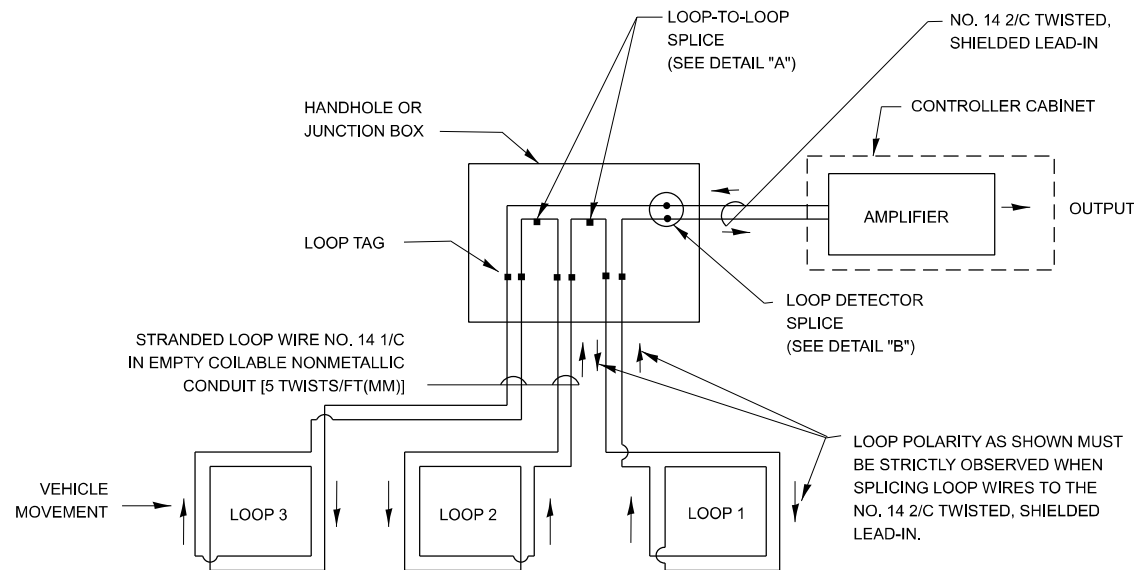 LOOP-TO-LOOP
SPLICE
(SEE DETAIL "A")
NO. 14 2/C TWISTED,
SHIELDED LEAD-IN
HANDHOLE OR
JUNCTION BOX
CONTROLLER CABINET
AMPLIFIER
OUTPUT
LOOP TAG
LOOP DETECTOR
SPLICE
(SEE DETAIL "B")
STRANDED LOOP WIRE NO. 14 1/C
IN EMPTY COILABLE NONMETALLIC
CONDUIT [5 TWISTS/FT(MM)]
LOOP POLARITY AS SHOWN MUST
BE STRICTLY OBSERVED WHEN
SPLICING LOOP WIRES TO THE
NO. 14 2/C TWISTED, SHIELDED
LEAD-IN.
VEHICLE
MOVEMENT
LOOP 3
LOOP 2
LOOP 1